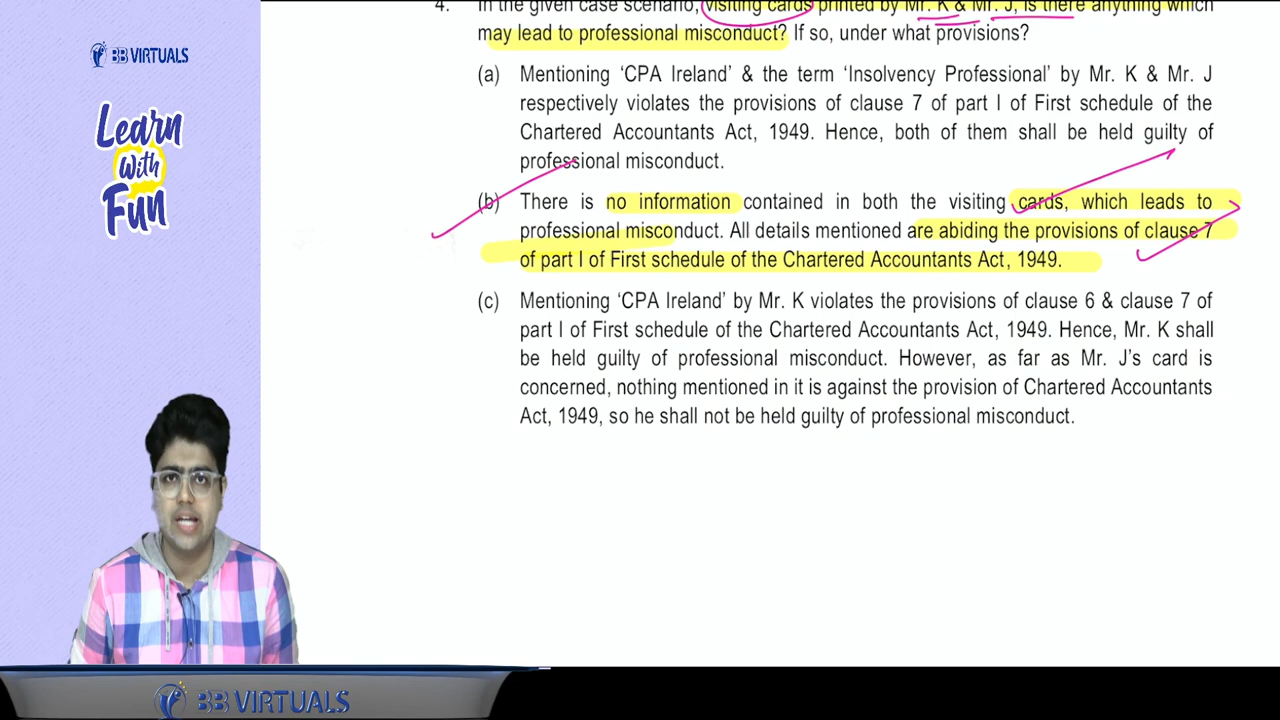 4. In the given case scenario, visiting cards printed by Mr. K & Mr. J, is there anything which
may lead to professional misconduct? If so, under what provisions?
BB VIRTUALS
Learn
With
Fun
(a) Mentioning ‘CPA Ireland’ & the term ‘Insolvency Professional’ by Mr. K & Mr. J
respectively violates the provisions of clause 7 of part I of First schedule of the
Chartered Accountants Act, 1949. Hence, both of them shall be held guilty of
professional misconduct.
(b) There is no information contained in both the visiting cards, which leads to
professional misconduct. All details mentioned are abiding the provisions of clause 7
of part I of First schedule of the Chartered Accountants Act, 1949.
(c) Mentioning ‘CPA Ireland’ by Mr. K violates the provisions of clause 6 & clause 7 of
part I of First schedule of the Chartered Accountants Act, 1949. Hence, Mr. K shall
be held guilty of professional misconduct. However, as far as Mr. J’s card is
concerned, nothing mentioned in it is against the provision of Chartered Accountants
Act, 1949, so he shall not be held guilty of professional misconduct.
BB VIRTUALS